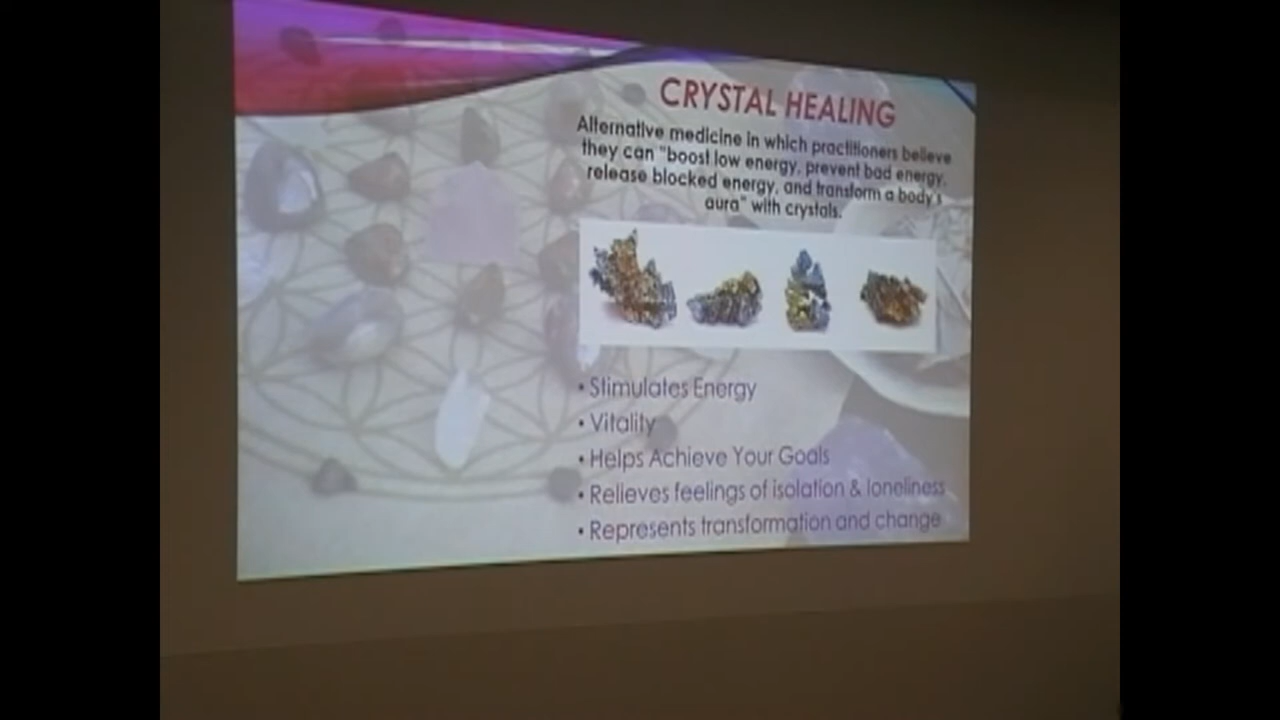 CRYSTAL HEALING
Alternative medicine in which practitioners believe
they can "boost low energy, prevent bad energy,
release blocked energy, and transform a body's
aura" with crystals.
• Stimulates Energy
• Vitality
• Helps Achieve Your Goals
• Relieves feelings of isolation & loneliness
• Represents transformation and change